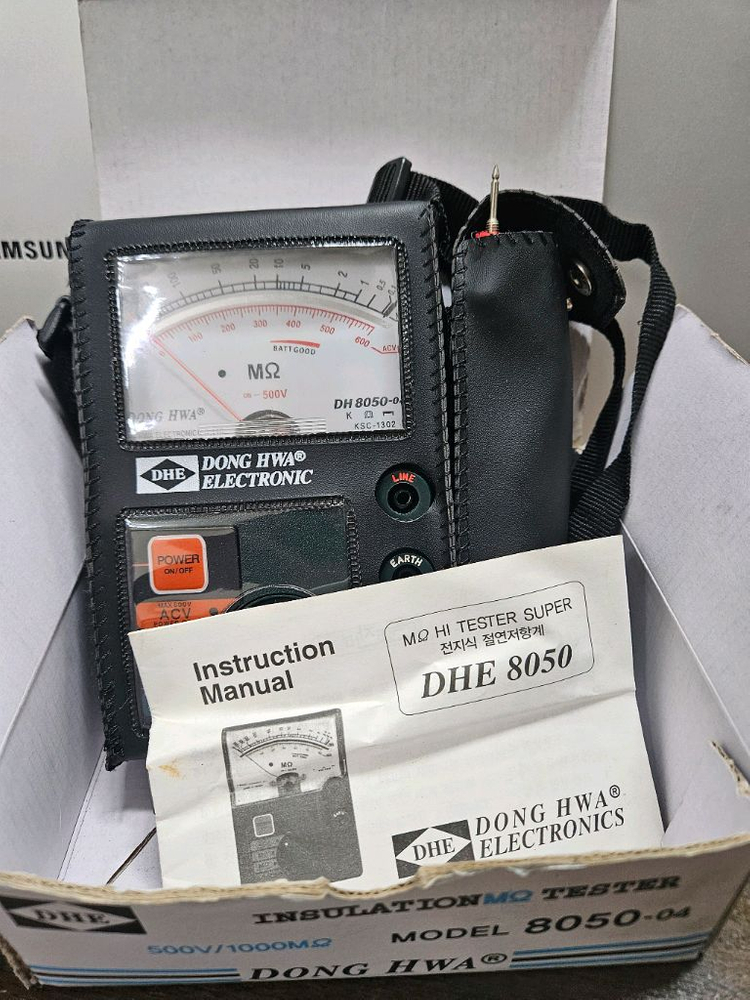 AMSUN
100 50 20 10 5 2 1 0.5
0 100 200 300 400 500 600
ACV
BATT GOOD
MΩ
500V
DH 8050-04
KSC-1302
DONG HWA®
DHE
DONG HWA®
ELECTRONIC
LINE
EARTH
POWER
ON/OFF
MAX 600V
ACV
Instruction
Manual
MΩ HI TESTER SUPER
전지식 절연저항계
DHE 8050
MΩ
DHE
DONG HWA®
ELECTRONICS
DHE
INSULATION MΩ TESTER
500V/1000MΩ
MODEL 8050-04
DONG HWA®